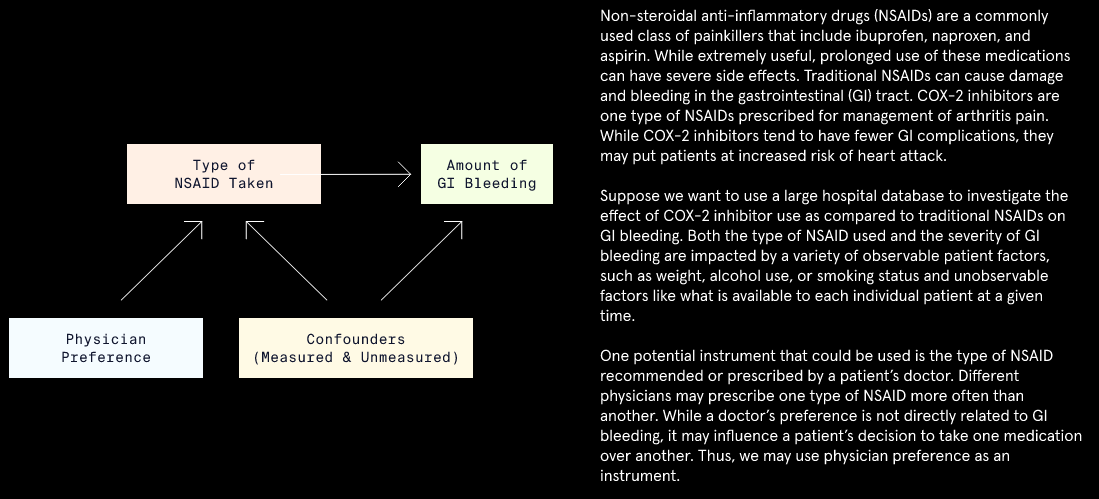 Type of
NSAID Taken
Amount of
GI Bleeding
Physician
Preference
Confounders
(Measured & Unmeasured)
Non-steroidal anti-inflammatory drugs (NSAIDs) are a commonly
used class of painkillers that include ibuprofen, naproxen, and
aspirin. While extremely useful, prolonged use of these medications
can have severe side effects. Traditional NSAIDs can cause damage
and bleeding in the gastrointestinal (GI) tract. COX-2 inhibitors are
one type of NSAIDs prescribed for management of arthritis pain.
While COX-2 inhibitors tend to have fewer GI complications, they
may put patients at increased risk of heart attack.
Suppose we want to use a large hospital database to investigate the
effect of COX-2 inhibitor use as compared to traditional NSAIDs on
GI bleeding. Both the type of NSAID used and the severity of GI
bleeding are impacted by a variety of observable patient factors,
such as weight, alcohol use, or smoking status and unobservable
factors like what is available to each individual patient at a given
time.
One potential instrument that could be used is the type of NSAID
recommended or prescribed by a patient's doctor. Different
physicians may prescribe one type of NSAID more often than
another. While a doctor's preference is not directly related to GI
bleeding, it may influence a patient's decision to take one medication
over another. Thus, we may use physician preference as an
instrument.